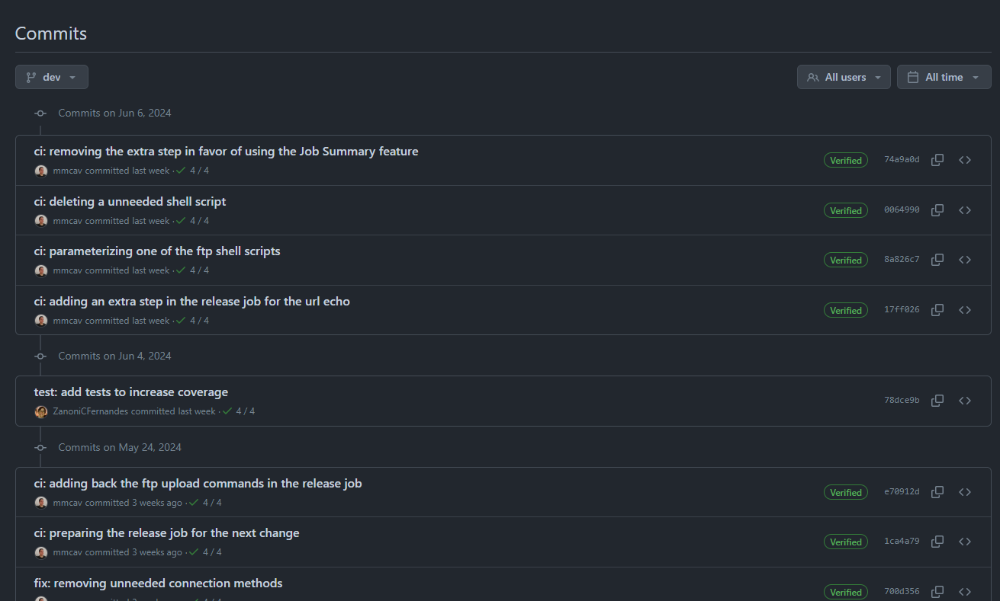 Commits
dev
All users
All time
Commits on Jun 6, 2024
ci: removing the extra step in favor of using the Job Summary feature
mmcav committed last week · 4 / 4
Verified
74a9a0d
ci: deleting a unneeded shell script
mmcav committed last week · 4 / 4
Verified
0064990
ci: parameterizing one of the ftp shell scripts
mmcav committed last week · 4 / 4
Verified
8a826c7
ci: adding an extra step in the release job for the url echo
mmcav committed last week · 4 / 4
Verified
17ff026
Commits on Jun 4, 2024
test: add tests to increase coverage
ZanoniCFernandes committed last week · 4 / 4
78dce9b
Commits on May 24, 2024
ci: adding back the ftp upload commands in the release job
mmcav committed 3 weeks ago · 4 / 4
Verified
e70912d
ci: preparing the release job for the next change
mmcav committed 3 weeks ago · 4 / 4
Verified
1ca4a79
fix: removing unneeded connection methods
Verified
700d356